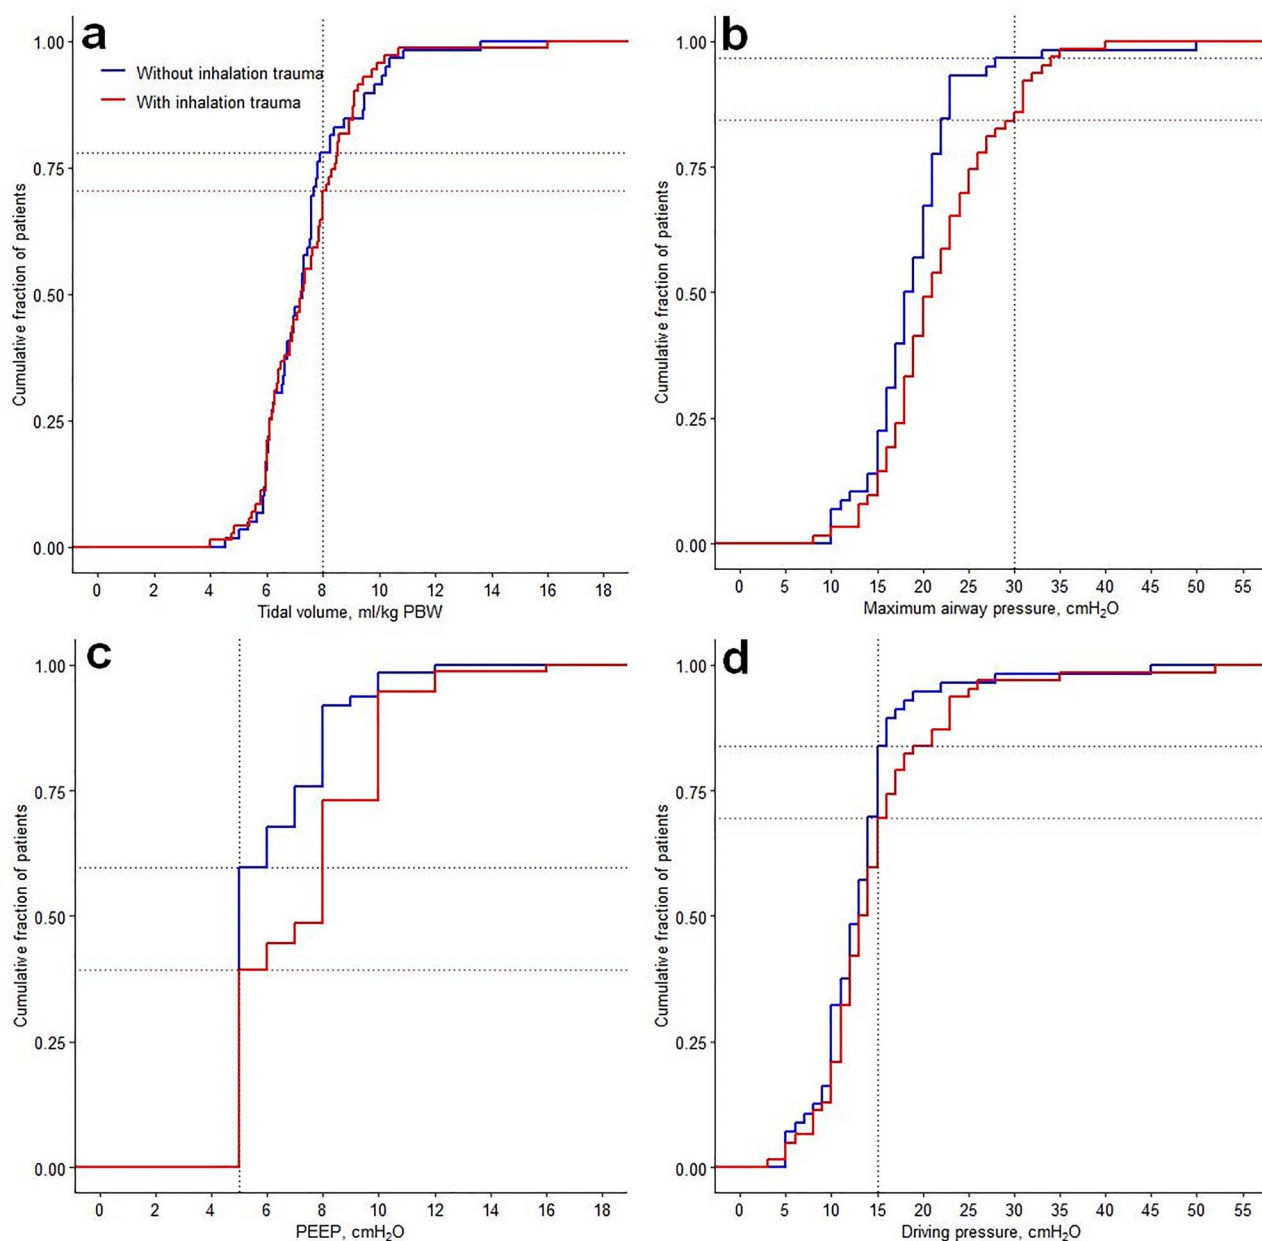 a
Without inhalation trauma
With inhalation trauma
Cumulative fraction of patients
1.00
0.75
0.50
0.25
0.00
0 2 4 6 8 10 12 14 16 18
Tidal volume, ml/kg PBW
b
Cumulative fraction of patients
1.00
0.75
0.50
0.25
0.00
0 5 10 15 20 25 30 35 40 45 50 55
Maximum airway pressure, cmH₂O
c
Cumulative fraction of patients
1.00
0.75
0.50
0.25
0.00
0 2 4 6 8 10 12 14 16 18
PEEP, cmH₂O
d
Cumulative fraction of patients
1.00
0.75
0.50
0.25
0.00
0 5 10 15 20 25 30 35 40 45 50 55
Driving pressure, cmH₂O